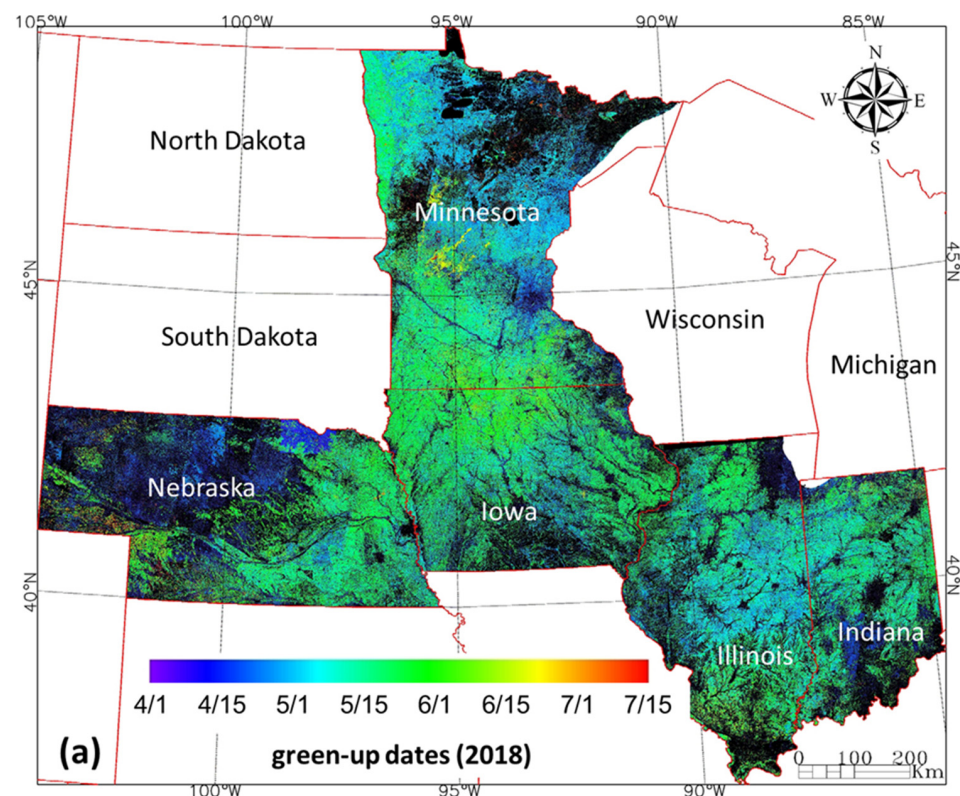 105°W 100°W 95°W 90°W 85°W
N
W E
S
North Dakota
Minnesota
45°N
45°N
South Dakota
Wisconsin
Michigan
Nebraska
Iowa
40°N
40°N
Indiana
Illinois
4/1 4/15 5/1 5/15 6/1 6/15 7/1 7/15
(a) green-up dates (2018)
0 100 200
Km
100°W 95°W 90°W